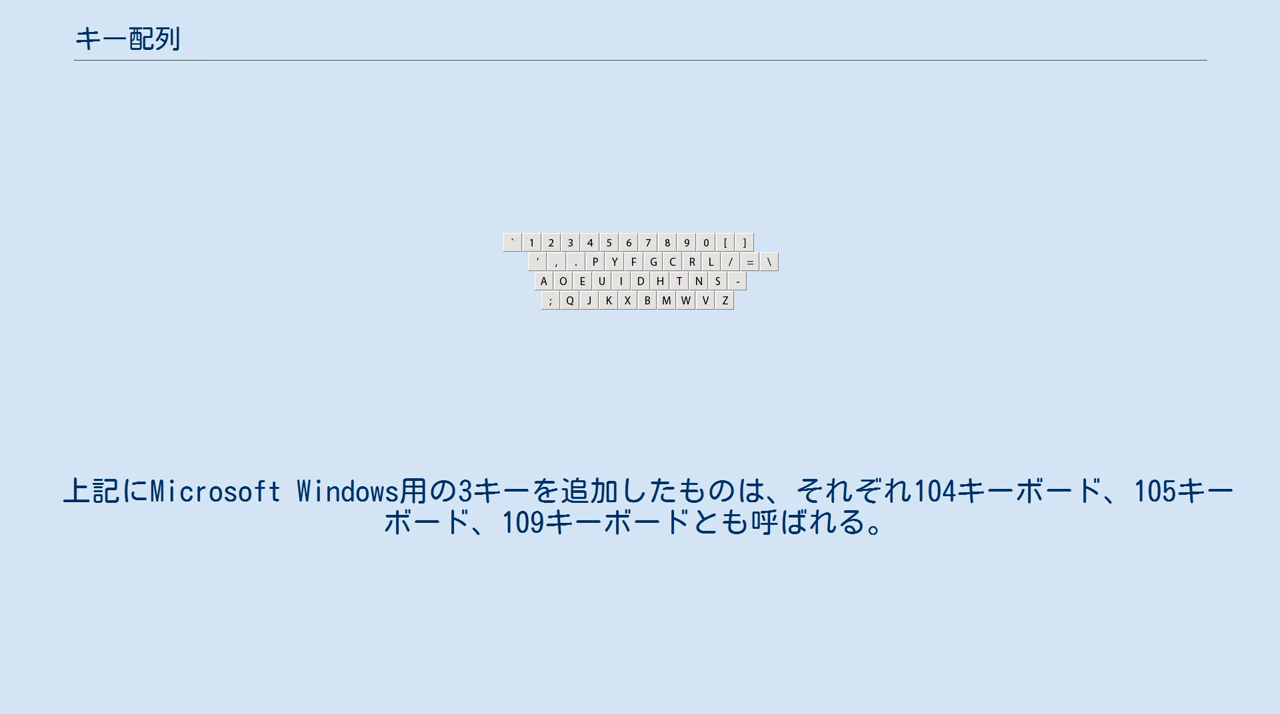 キー配列
` 1 2 3 4 5 6 7 8 9 0 [ ]
' , . P Y F G C R L / = \
A O E U I D H T N S -
; Q J K X B M W V Z
上記にMicrosoft Windows用の3キーを追加したものは、それぞれ104キーボード、105キー
ボード、109キーボードとも呼ばれる。